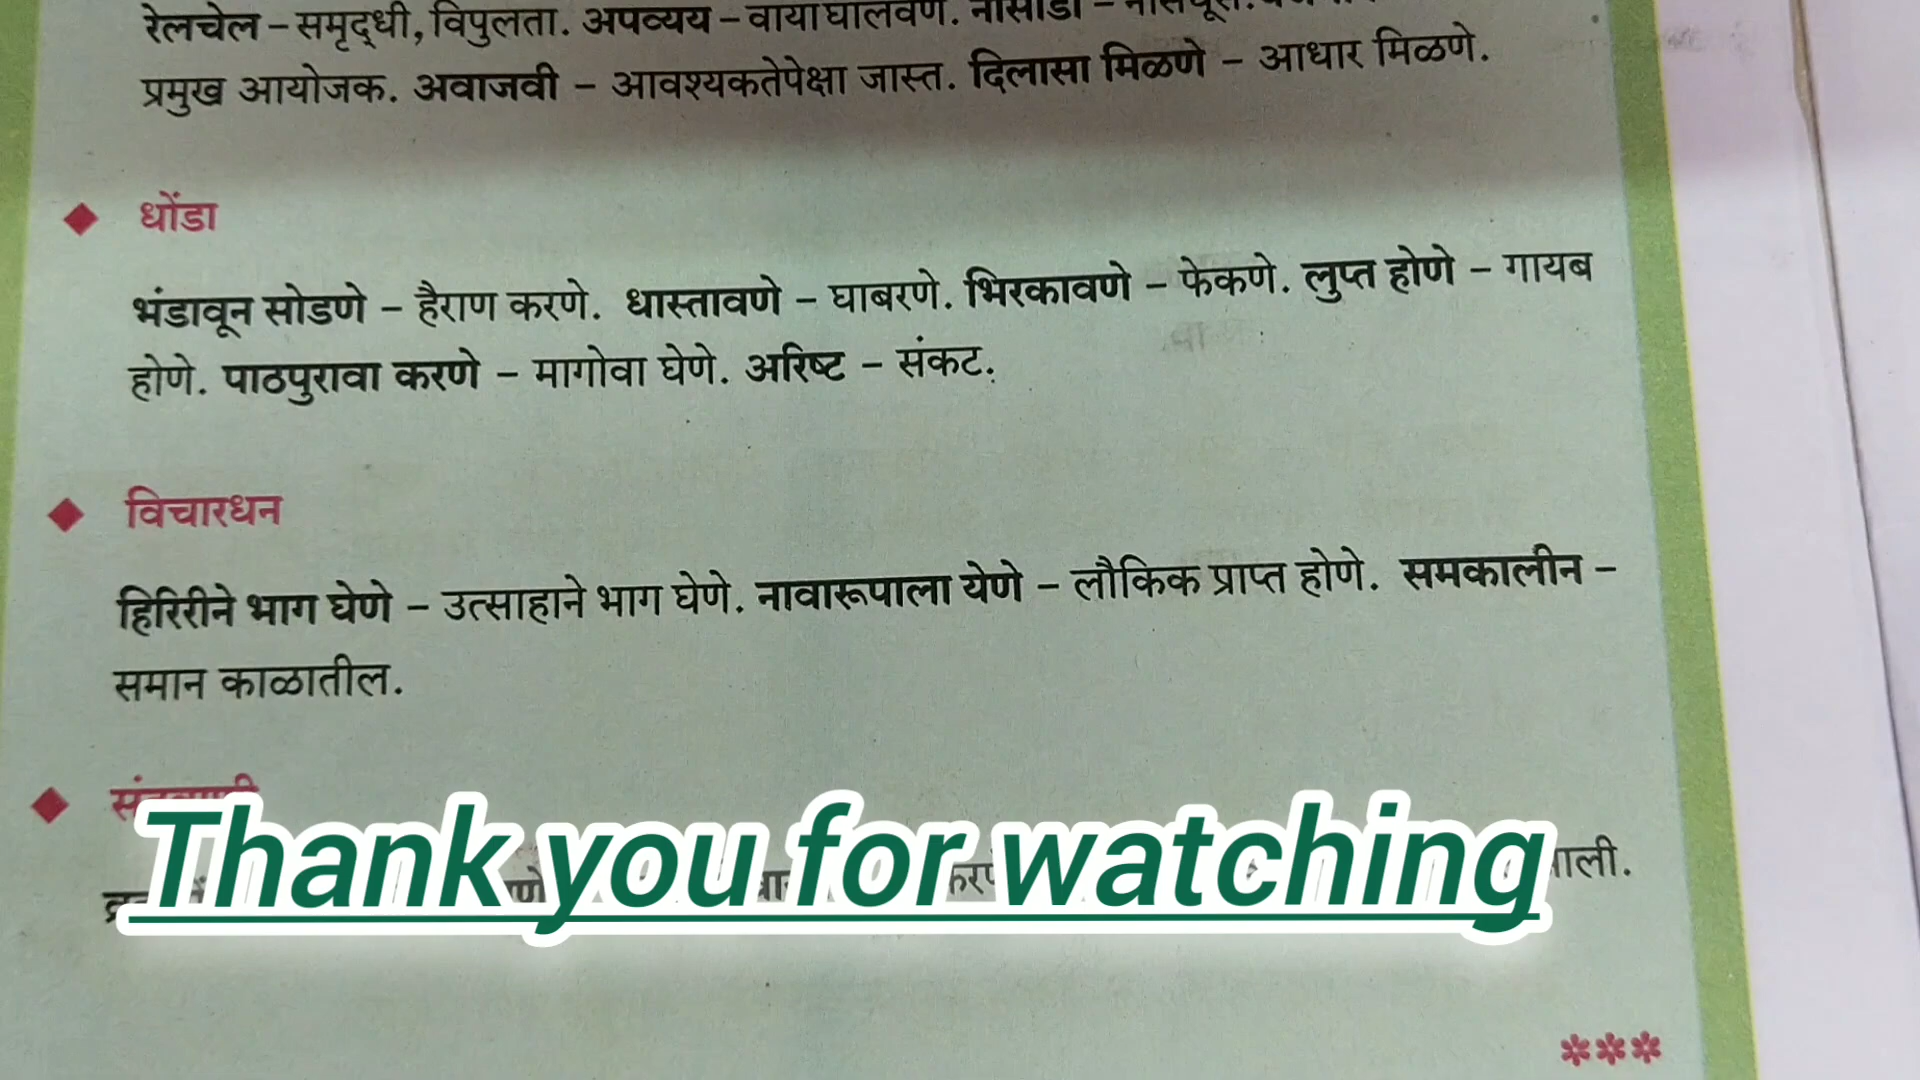 रेलचेल – समृद्धी, विपुलता. अपव्यय – वायाघालवणे. नासाडी –
प्रमुख आयोजक. अवाजवी – आवश्यकतेपेक्षा जास्त. दिलासा मिळणे – आधार मिळणे.
◆ धोंडा
भंडावून सोडणे – हैराण करणे. धास्तावणे – घाबरणे. भिरकावणे – फेकणे. लुप्त होणे – गायब
होणे. पाठपुरावा करणे – मागोवा घेणे. अरिष्ट – संकट.
◆ विचारधन
हिरिरीने भाग घेणे – उत्साहाने भाग घेणे. नावारूपाला येणे – लौकिक प्राप्त होणे. समकालीन –
समान काळातील.
Thank you for watching
***